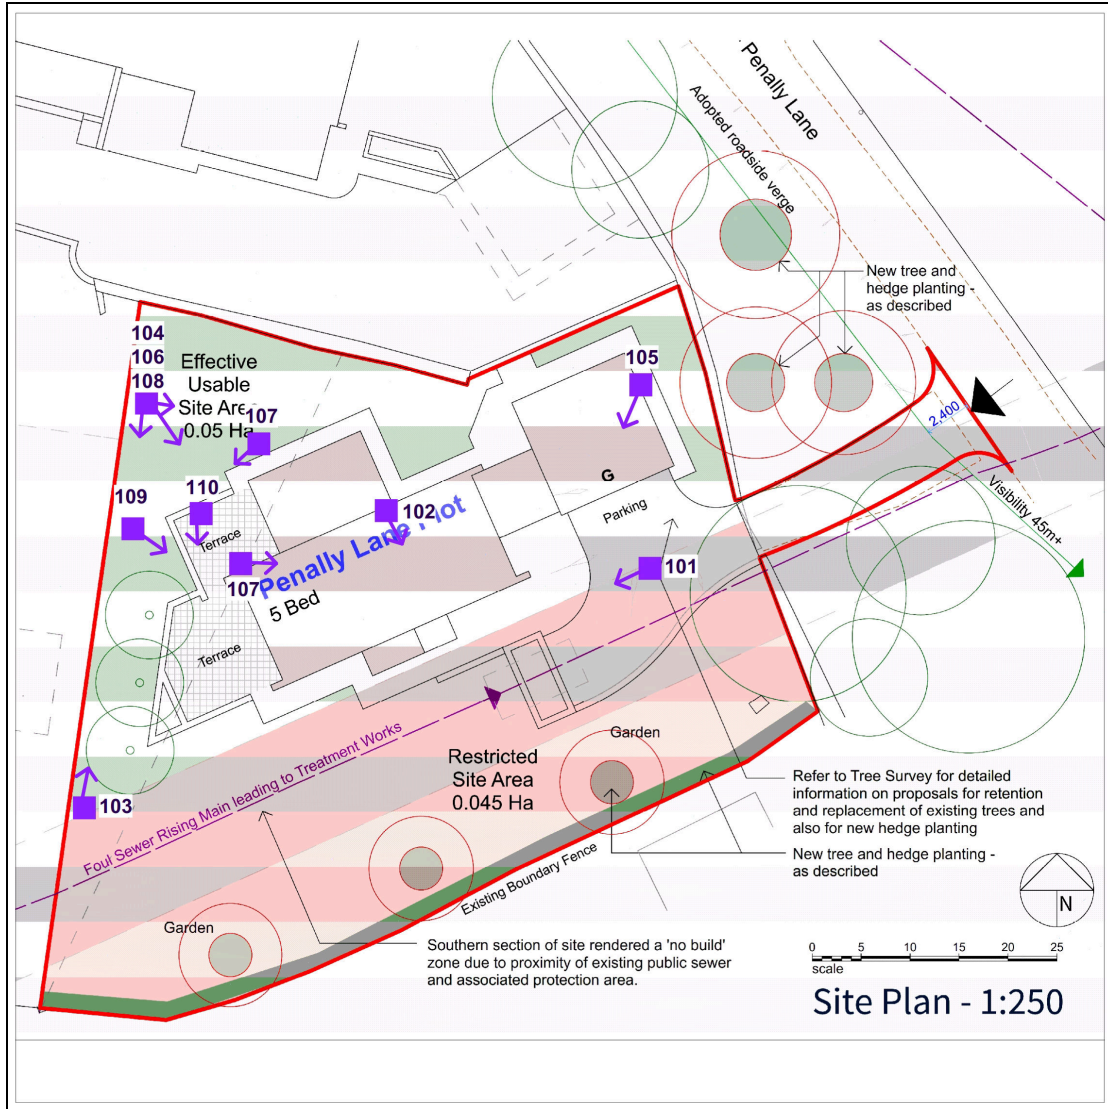 Penally Lane
Adopted roadside verge
New tree and
hedge planting -
as described
104
106
108
Effective
Usable
Site Area
0.05 Ha
107
105
2,400
109
110
102
G
Parking
Visibility 45m+
Terrace
Penally Lane Plot
107
5 Bed
101
Terrace
Foul Sewer Rising Main leading to Treatment Works
Restricted
Site Area
0.045 Ha
Garden
103
Refer to Tree Survey for detailed
information on proposals for retention
and replacement of existing trees and
also for new hedge planting
New tree and hedge planting -
as described
Existing Boundary Fence
Garden
N
Southern section of site rendered a 'no build'
zone due to proximity of existing public sewer
and associated protection area.
0 5 10 15 20 25
scale
Site Plan - 1:250